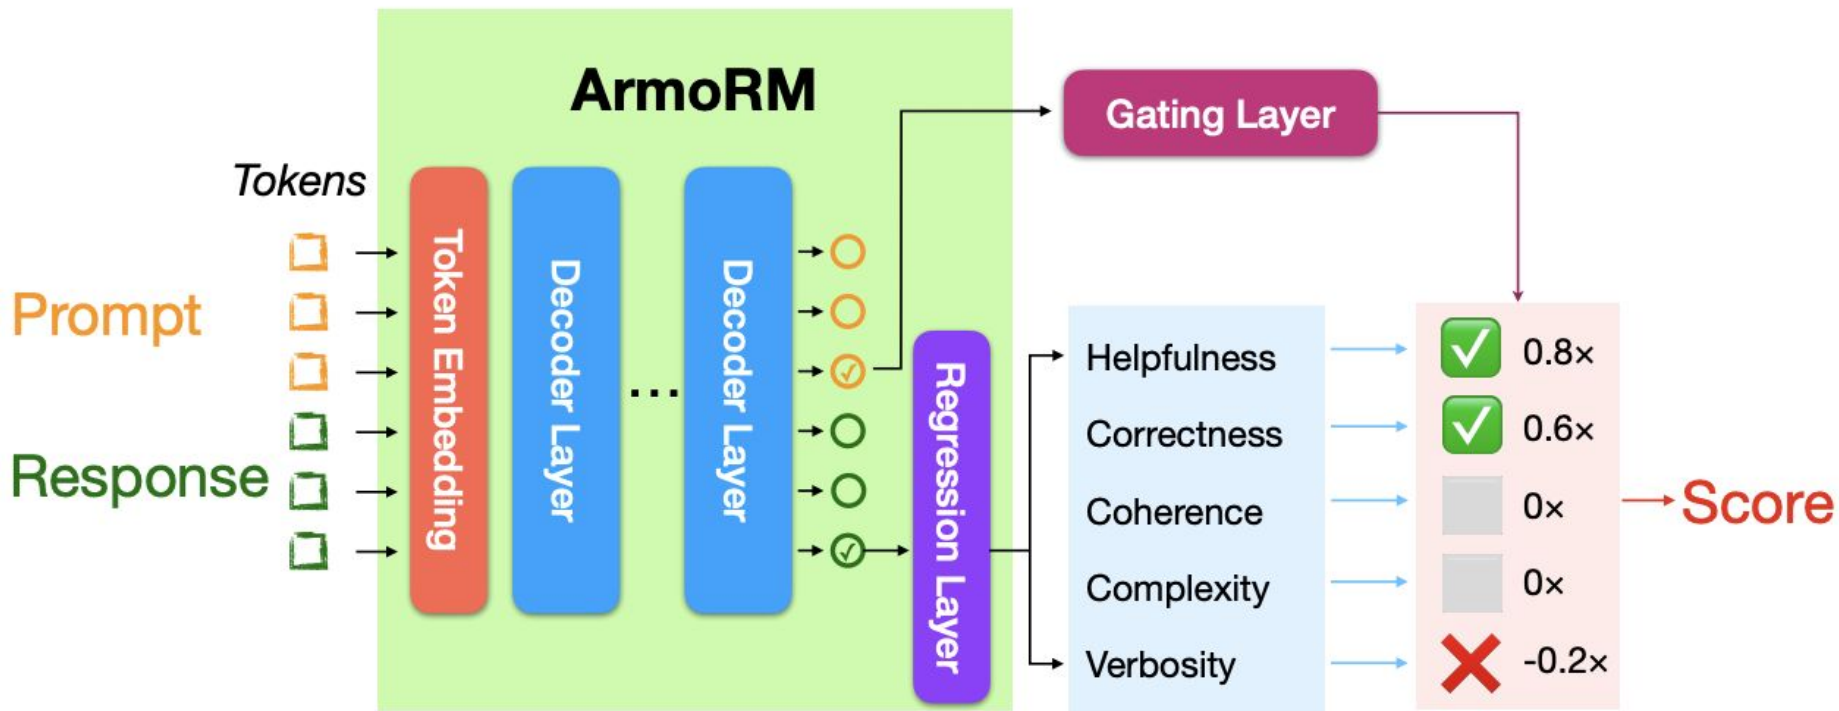 ArmoRM
Gating Layer
Tokens
Prompt
Response
Token Embedding
Decoder Layer
...
Decoder Layer
Regression Layer
Helpfulness
0.8×
Correctness
0.6×
Coherence
0×
Complexity
0×
Verbosity
-0.2×
Score